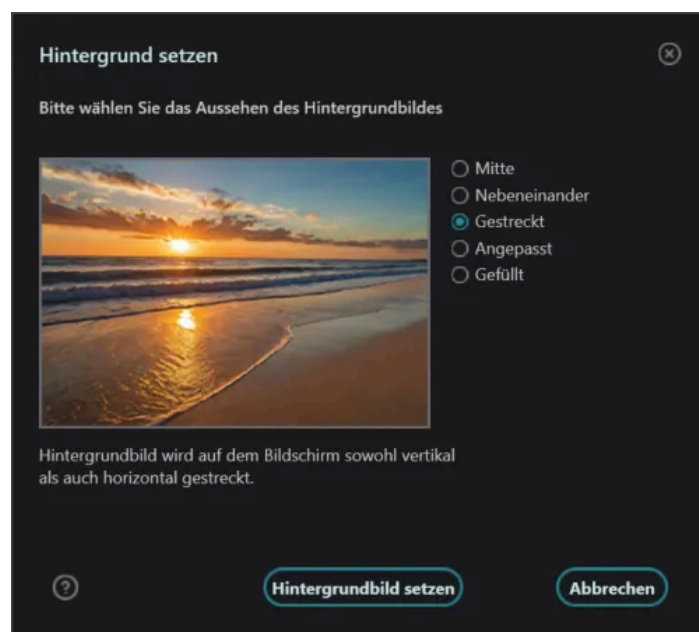 Hintergrund setzen
Bitte wählen Sie das Aussehen des Hintergrundbildes
Mitte
Nebeneinander
Gestreckt
Angepasst
Gefüllt
Hintergrundbild wird auf dem Bildschirm sowohl vertikal
als auch horizontal gestreckt.
? Hintergrundbild setzen Abbrechen